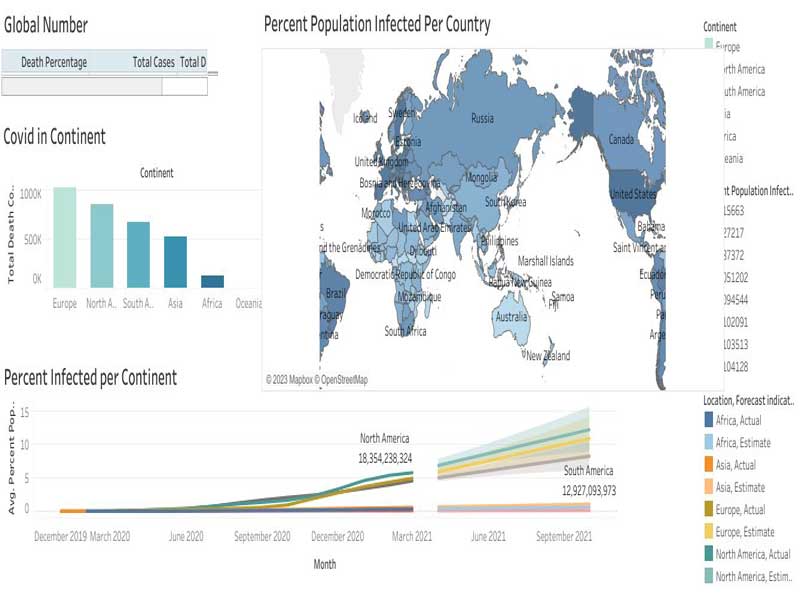 Global Number
Death Percentage Total Cases Total D
Covid in Continent
Continent
Total Death Co..
1000K
500K
0K
Europe North A.. South A.. Asia Africa Oceania
Percent Population Infected Per Country
Iceland
Sweden
Russia
Estonia
Canada
United Kingdom
Bosnia and Herzegovina
Mongolia
United States
Afghanistan
South Korea
Morocco
United Arab Emirates
Bahama
Philippines
nd the Grenadines
Djibouti
Saint Vincent a
Marshall Islands
Democratic Republic of Congo
Papua New Guinea
Ecuador
Brazil
Mozambique
Samoa
Fiji
Peru
raguay
Australia
Pa
South Africa
ntina
Arge
New Zealand
© 2023 Mapbox © OpenStreetMap
Continent
Europe
rth America
uth America
ia
rica
eania
nt Population Infect..
15663
27217
37372
051202
094544
102091
103513
104128
Percent Infected per Continent
Avg. Percent Pop..
15
10
5
0
North America
18,354,238,324
South America
12,927,093,973
December 2019 March 2020 June 2020 September 2020 December 2020 March 2021 June 2021 September 2021
Month
Location, Forecast indicat..
Africa, Actual
Africa, Estimate
Asia, Actual
Asia, Estimate
Europe, Actual
Europe, Estimate
North America, Actual
North America, Estim..